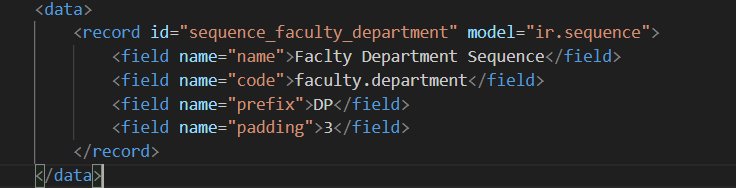 <data>
<record id="sequence_faculty_department" model="ir.sequence">
<field name="name">Faclty Department Sequence</field>
<field name="code">faculty.department</field>
<field name="prefix">DP</field>
<field name="padding">3</field>
</record>
</data>